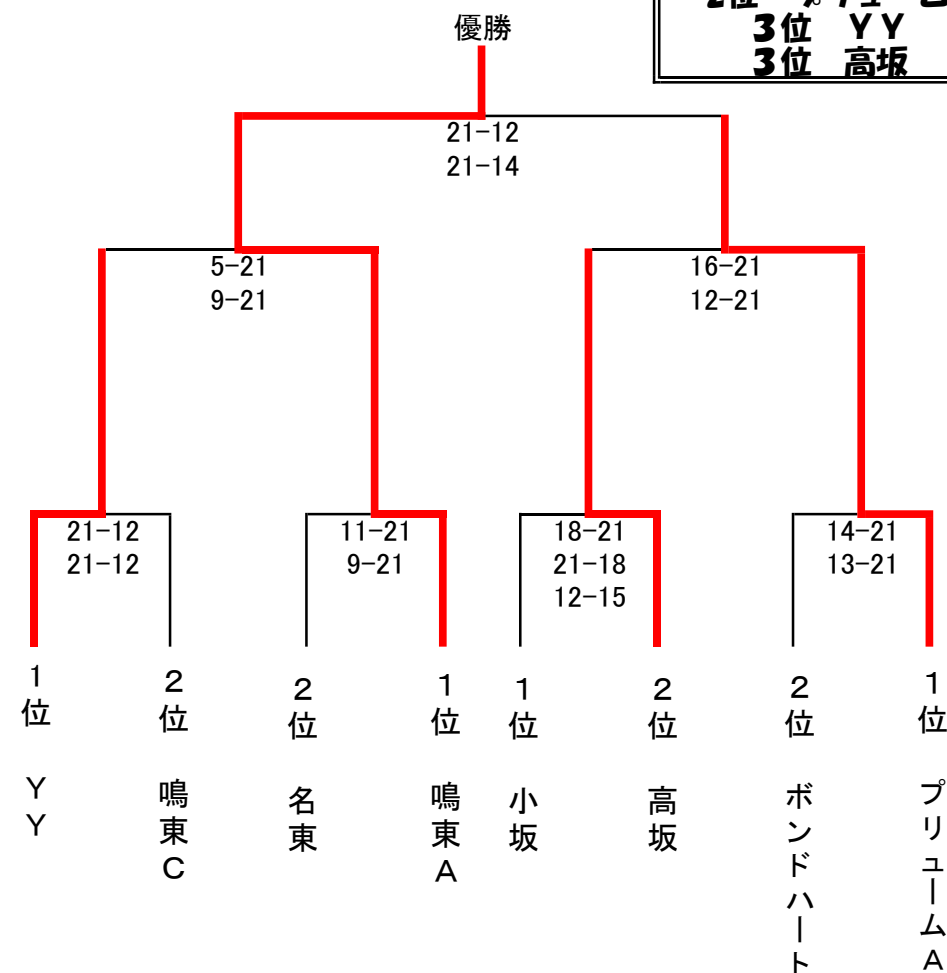 ３位　ＹＹ
３位　高坂
優勝
21-12
21-14
5-21
9-21
16-21
12-21
21-12
21-12
11-21
9-21
18-21
21-18
12-15
14-21
13-21
１位　ＹＹ
２位　鳴東Ｃ
２位　名東
１位　鳴東Ａ
１位　小坂
２位　高坂
２位　ボンドハート
１位　プリュームＡ